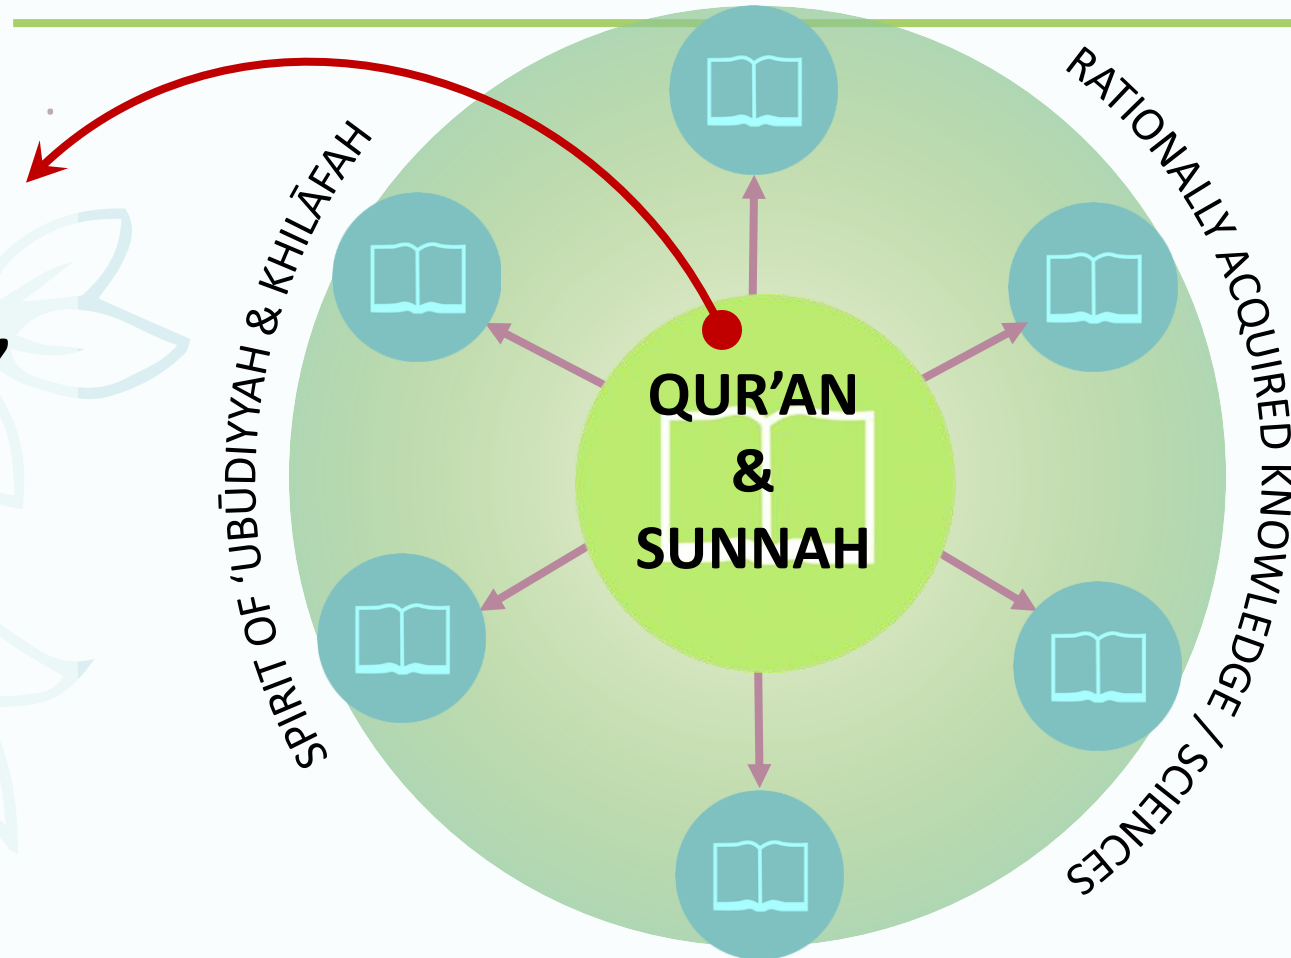 SPIRIT OF ‘UBŪDIYYAH & KHILĀFAH
QUR’AN
&
SUNNAH
RATIONALLY ACQUIRED KNOWLEDGE / SCIENCES